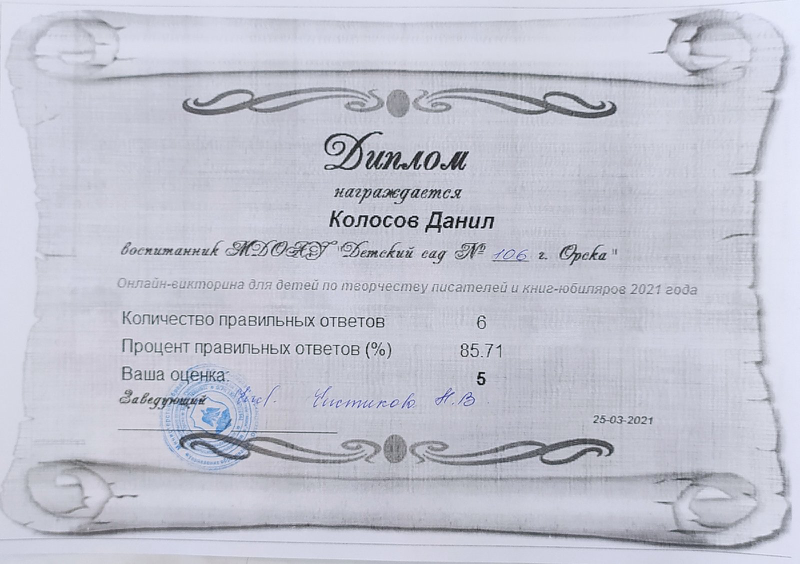 Диплом
награждается
Колосов Данил
воспитанник МДОАУ "Детский сад № 106 г. Орска"
Онлайн-викторина для детей по творчеству писателей и книг-юбиляров 2021 года
Количество правильных ответов 6
Процент правильных ответов (%) 85.71
Ваша оценка: 5
Заведующий Чистикова Н.В
25-03-2021